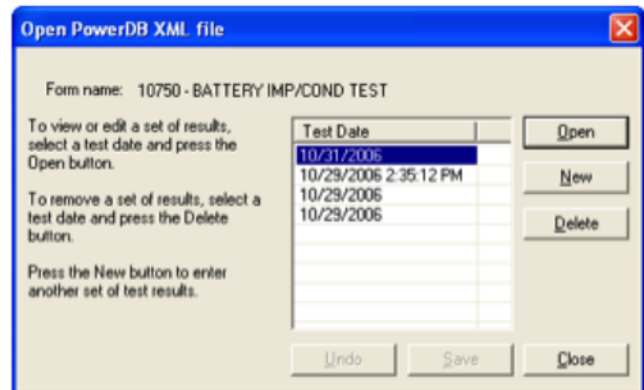 Open PowerDB XML file
Form name: 10750 - BATTERY IMP/COND TEST
To view or edit a set of results,
select a test date and press the
Open button.
To remove a set of results, select a
test date and press the Delete
button.
Press the New button to enter
another set of test results.
Test Date
10/31/2006
10/29/2006 2:35:12 PM
10/29/2006
10/29/2006
Open
New
Delete
Undo
Save
Close